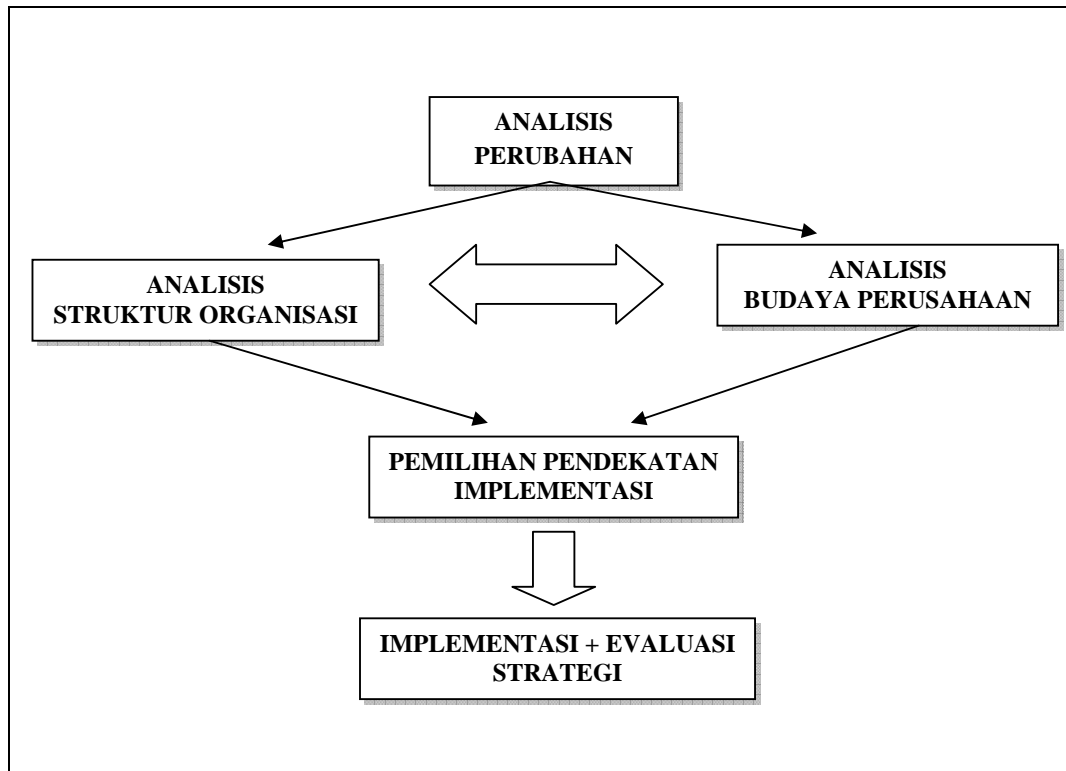 ANALISIS
PERUBAHAN
ANALISIS
STRUKTUR ORGANISASI
ANALISIS
BUDAYA PERUSAHAAN
PEMILIHAN PENDEKATAN
IMPLEMENTASI
IMPLEMENTASI + EVALUASI
STRATEGI